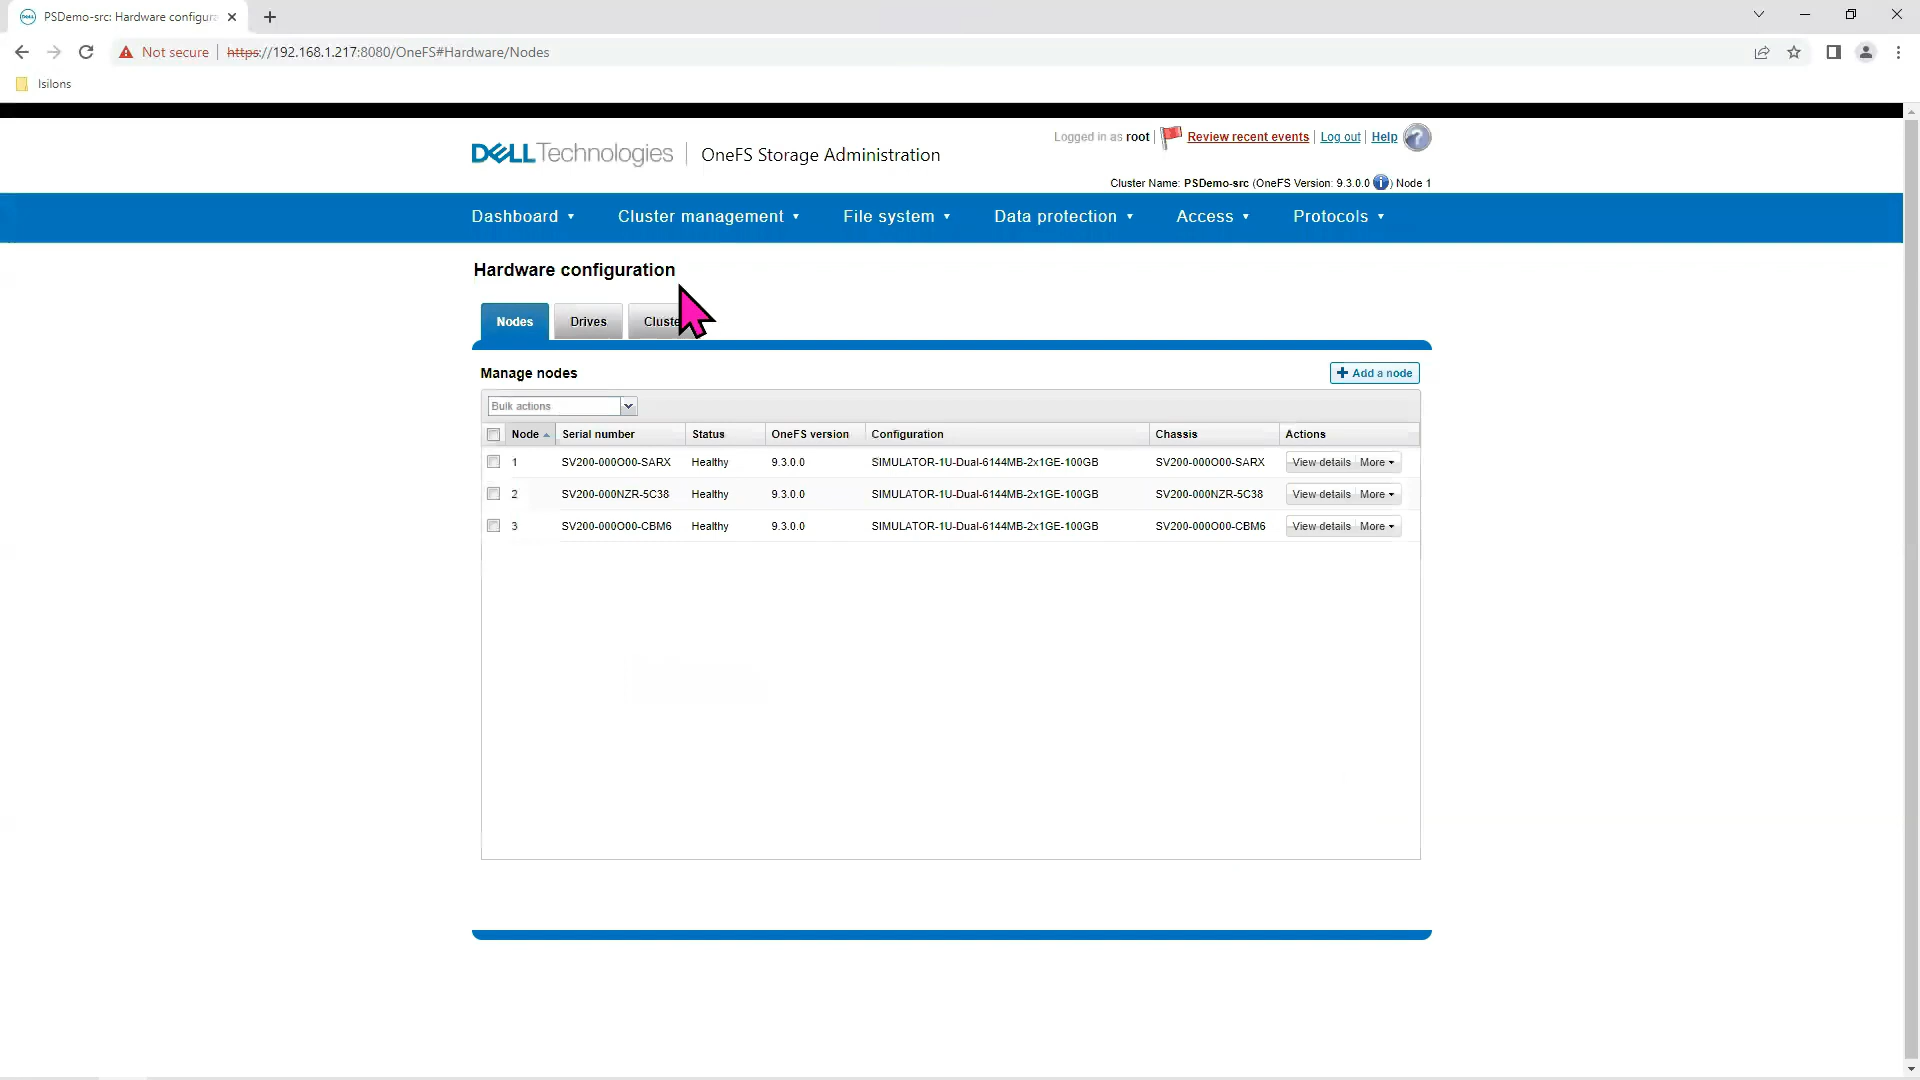 PSDemo-src: Hardware configura
Not secure
https://192.168.1.217:8080/OneFS#Hardware/Nodes
Isilons
Logged in as root | Review recent events | Log out | Help
DELL Technologies | OneFS Storage Administration
Cluster Name: PSDemo-src (OneFS Version: 9.3.0.0 ) Node 1
Dashboard Cluster management File system Data protection Access Protocols
Hardware configuration
Nodes Drives
Manage nodes Add a node
Bulk actions
Node Serial number Status OneFS version Configuration Chassis Actions
1 SV200-000O00-SARX Healthy 9.3.0.0 SIMULATOR-1U-Dual-6144MB-2x1GE-100GB SV200-000O00-SARX View details More
2 SV200-000NZR-5C38 Healthy 9.3.0.0 SIMULATOR-1U-Dual-6144MB-2x1GE-100GB SV200-000NZR-5C38 View details More
3 SV200-000O00-CBM6 Healthy 9.3.0.0 SIMULATOR-1U-Dual-6144MB-2x1GE-100GB SV200-000O00-CBM6 View details More